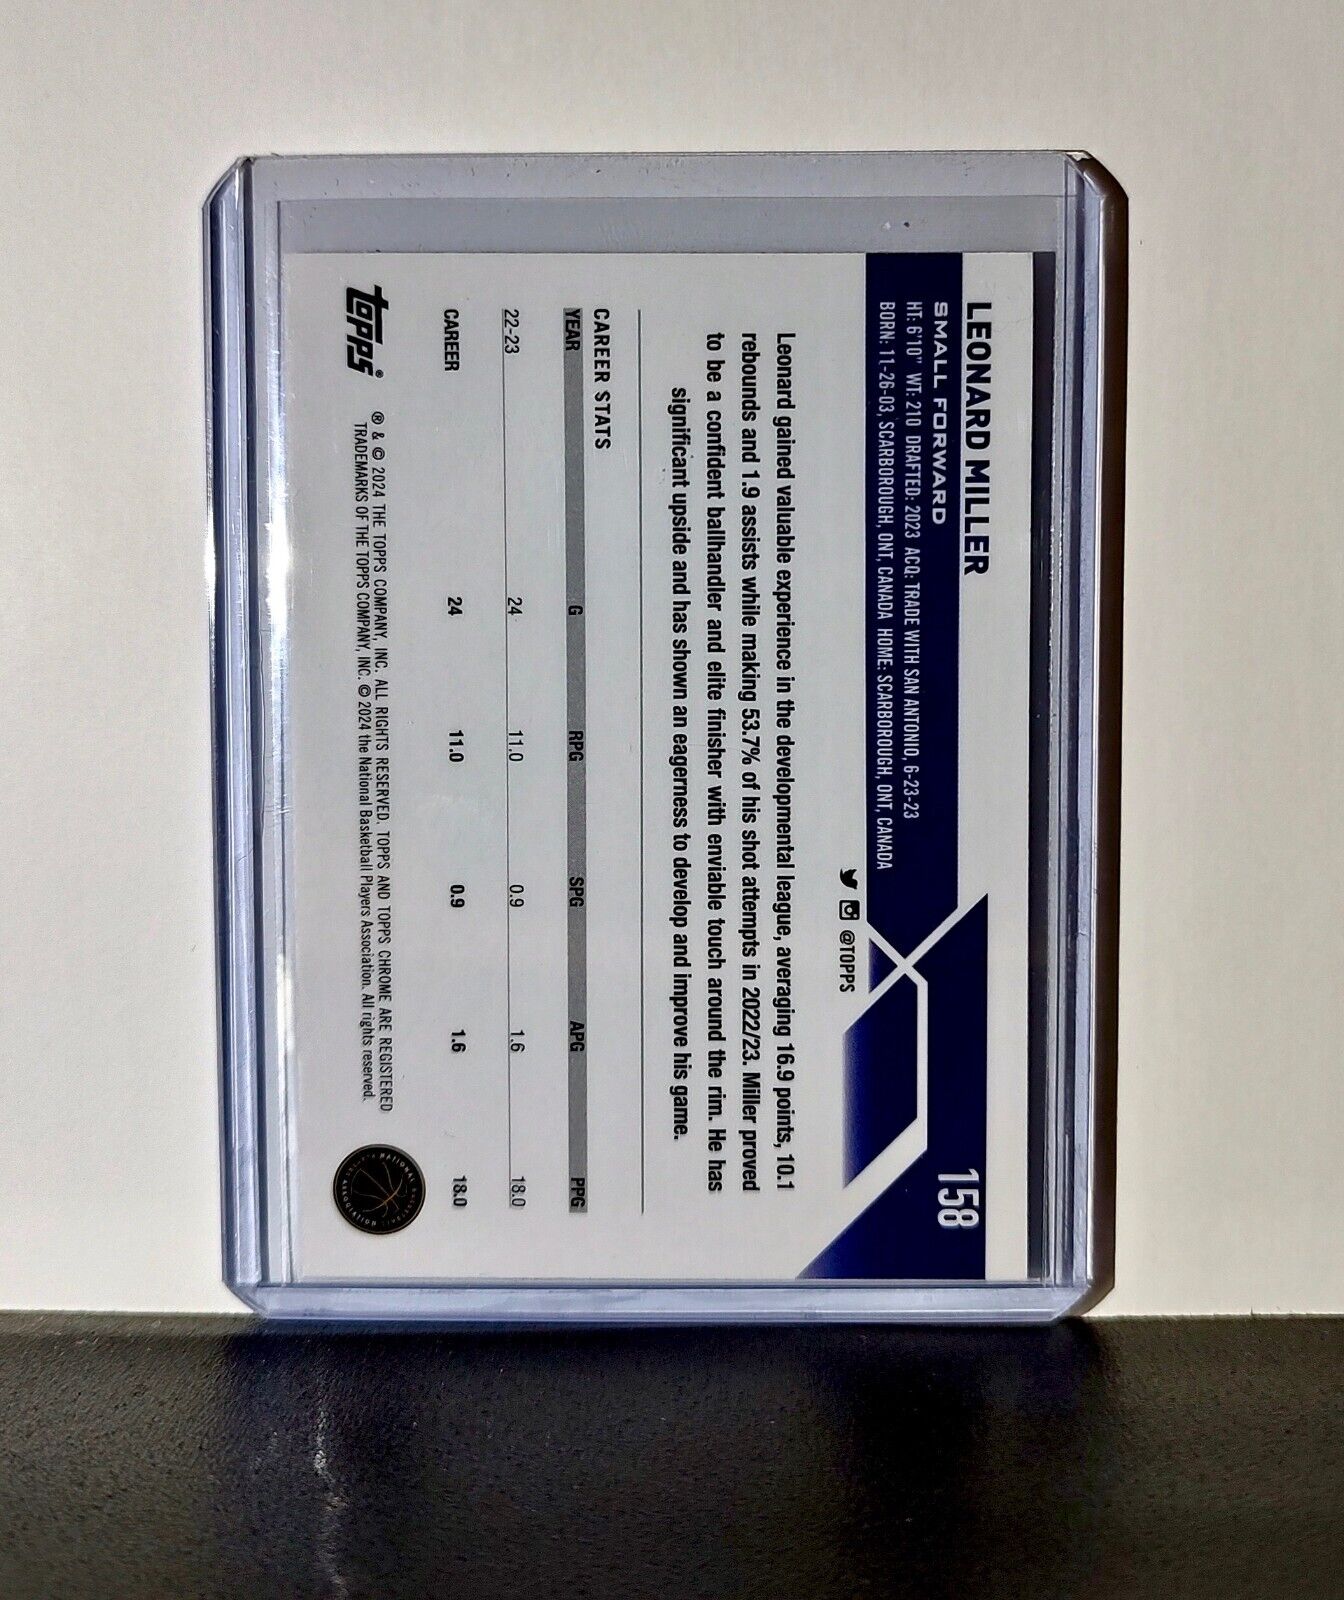 LEONARD MILLER
158
SMALL FORWARD
HT: 6'10" WT: 210 DRAFTED: 2023 ACQ: TRADE WITH SAN ANTONIO, 6-23-23
BORN: 11-26-03, SCARBOROUGH, ONT, CANADA HOME: SCARBOROUGH, ONT, CANADA
@TOPPS
Leonard gained valuable experience in the developmental league, averaging 16.9 points, 10.1
rebounds and 1.9 assists while making 53.7% of his shot attempts in 2022/23. Miller proved
to be a confident ballhandler and elite finisher with enviable touch around the rim. He has
significant upside and has shown an eagerness to develop and improve his game.
CAREER STATS
YEAR G RPG SPG APG PPG
22-23 24 11.0 0.9 1.6 18.0
CAREER 24 11.0 0.9 1.6 18.0
topps®
® & © 2024 THE TOPPS COMPANY, INC. ALL RIGHTS RESERVED. TOPPS AND TOPPS CHROME ARE REGISTERED
TRADEMARKS OF THE TOPPS COMPANY, INC. © 2024 the National Basketball Players Association. All rights reserved.
NATIONAL BASKETBALL PLAYERS ASSOCIATION